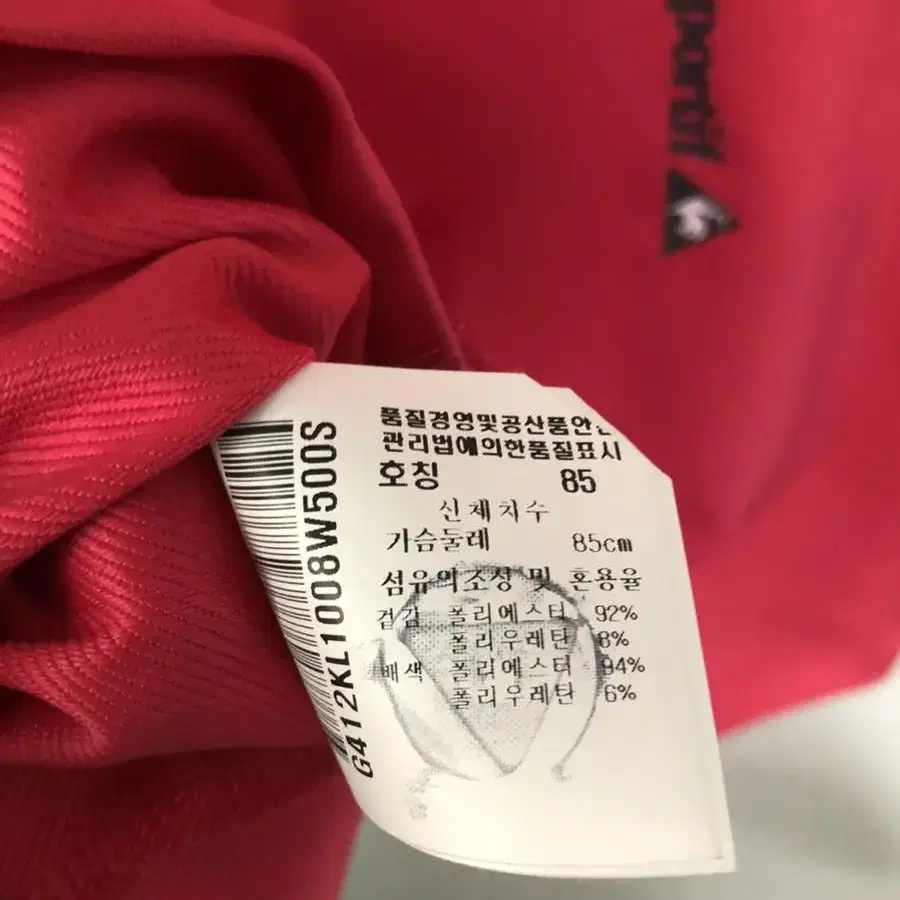 portif
품질경영및공산품안전
관리법에의한품질표시
호칭 85
신체치수
가슴둘레 85cm
섬유의조성 및 혼용율
겉감 폴리에스터 92%
폴리우레탄 8%
배색 폴리에스터 94%
폴리우레탄 6%
G412KL1008W500S